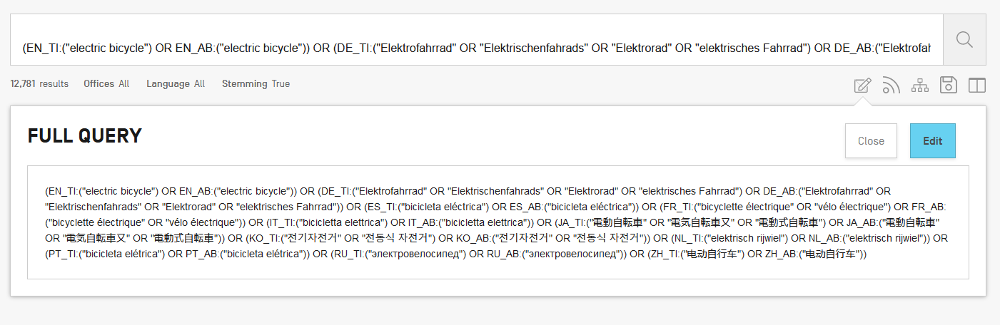 (EN_TI:("electric bicycle") OR EN_AB:("electric bicycle")) OR (DE_TI:("Elektrofahrrad" OR "Elektrischenfahrads" OR "Elektrorad" OR "elektrisches Fahrrad") OR DE_AB:("Elektrofah
12,781 results Offices All Language All Stemming True
FULL QUERY
Close
Edit
(EN_TI:("electric bicycle") OR EN_AB:("electric bicycle")) OR (DE_TI:("Elektrofahrrad" OR "Elektrischenfahrads" OR "Elektrorad" OR "elektrisches Fahrrad") OR DE_AB:("Elektrofahrrad" OR
"Elektrischenfahrads" OR "Elektrorad" OR "elektrisches Fahrrad")) OR (ES_TI:("bicicleta eléctrica") OR ES_AB:("bicicleta eléctrica")) OR (FR_TI:("bicyclette électrique" OR "vélo électrique") OR FR_AB:
("bicyclette électrique" OR "vélo électrique")) OR (IT_TI:("bicicletta elettrica") OR IT_AB:("bicicletta elettrica")) OR (JA_TI:("電動自転車" OR "電気自転車又" OR "電動式自転車") OR JA_AB:("電動自転車"
OR "電気自転車又" OR "電動式自転車")) OR (KO_TI:("전기자전거" OR "전동식 자전거") OR KO_AB:("전기자전거" OR "전동식 자전거")) OR (NL_TI:("elektrisch rijwiel") OR NL_AB:("elektrisch rijwiel")) OR
(PT_TI:("bicicleta elétrica") OR PT_AB:("bicicleta elétrica")) OR (RU_TI:("электровелосипед") OR RU_AB:("электровелосипед")) OR (ZH_TI:("电动自行车") OR ZH_AB:("电动自行车"))